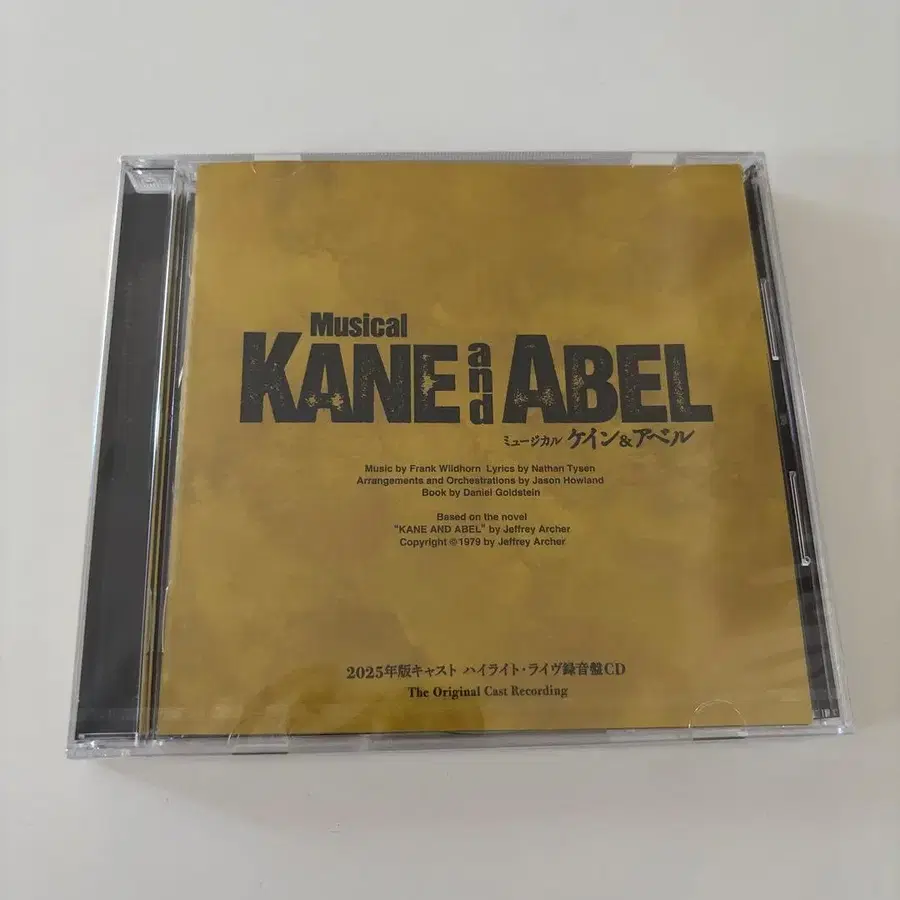 Musical
KANE and ABEL
ミュージカル ケイン&アベル
Music by Frank Wildhorn Lyrics by Nathan Tysen
Arrangements and Orchestrations by Jason Howland
Book by Daniel Goldstein
Based on the novel
"KANE AND ABEL" by Jeffrey Archer
Copyright ©1979 by Jeffrey Archer
2025年版キャスト ハイライト・ライヴ録音盤CD
The Original Cast Recording